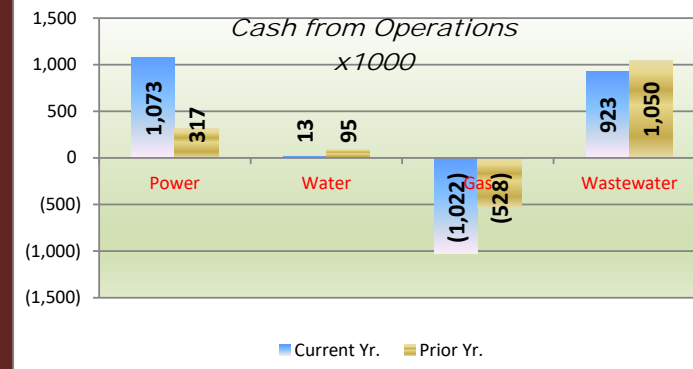 Cash from Operations
x1000
1,500
1,000
500
0
(500)
(1,000)
(1,500)
1,073
317
13
95
(1,022)
(528)
923
1,050
Power
Water
Gas
Wastewater
Current Yr.
Prior Yr.